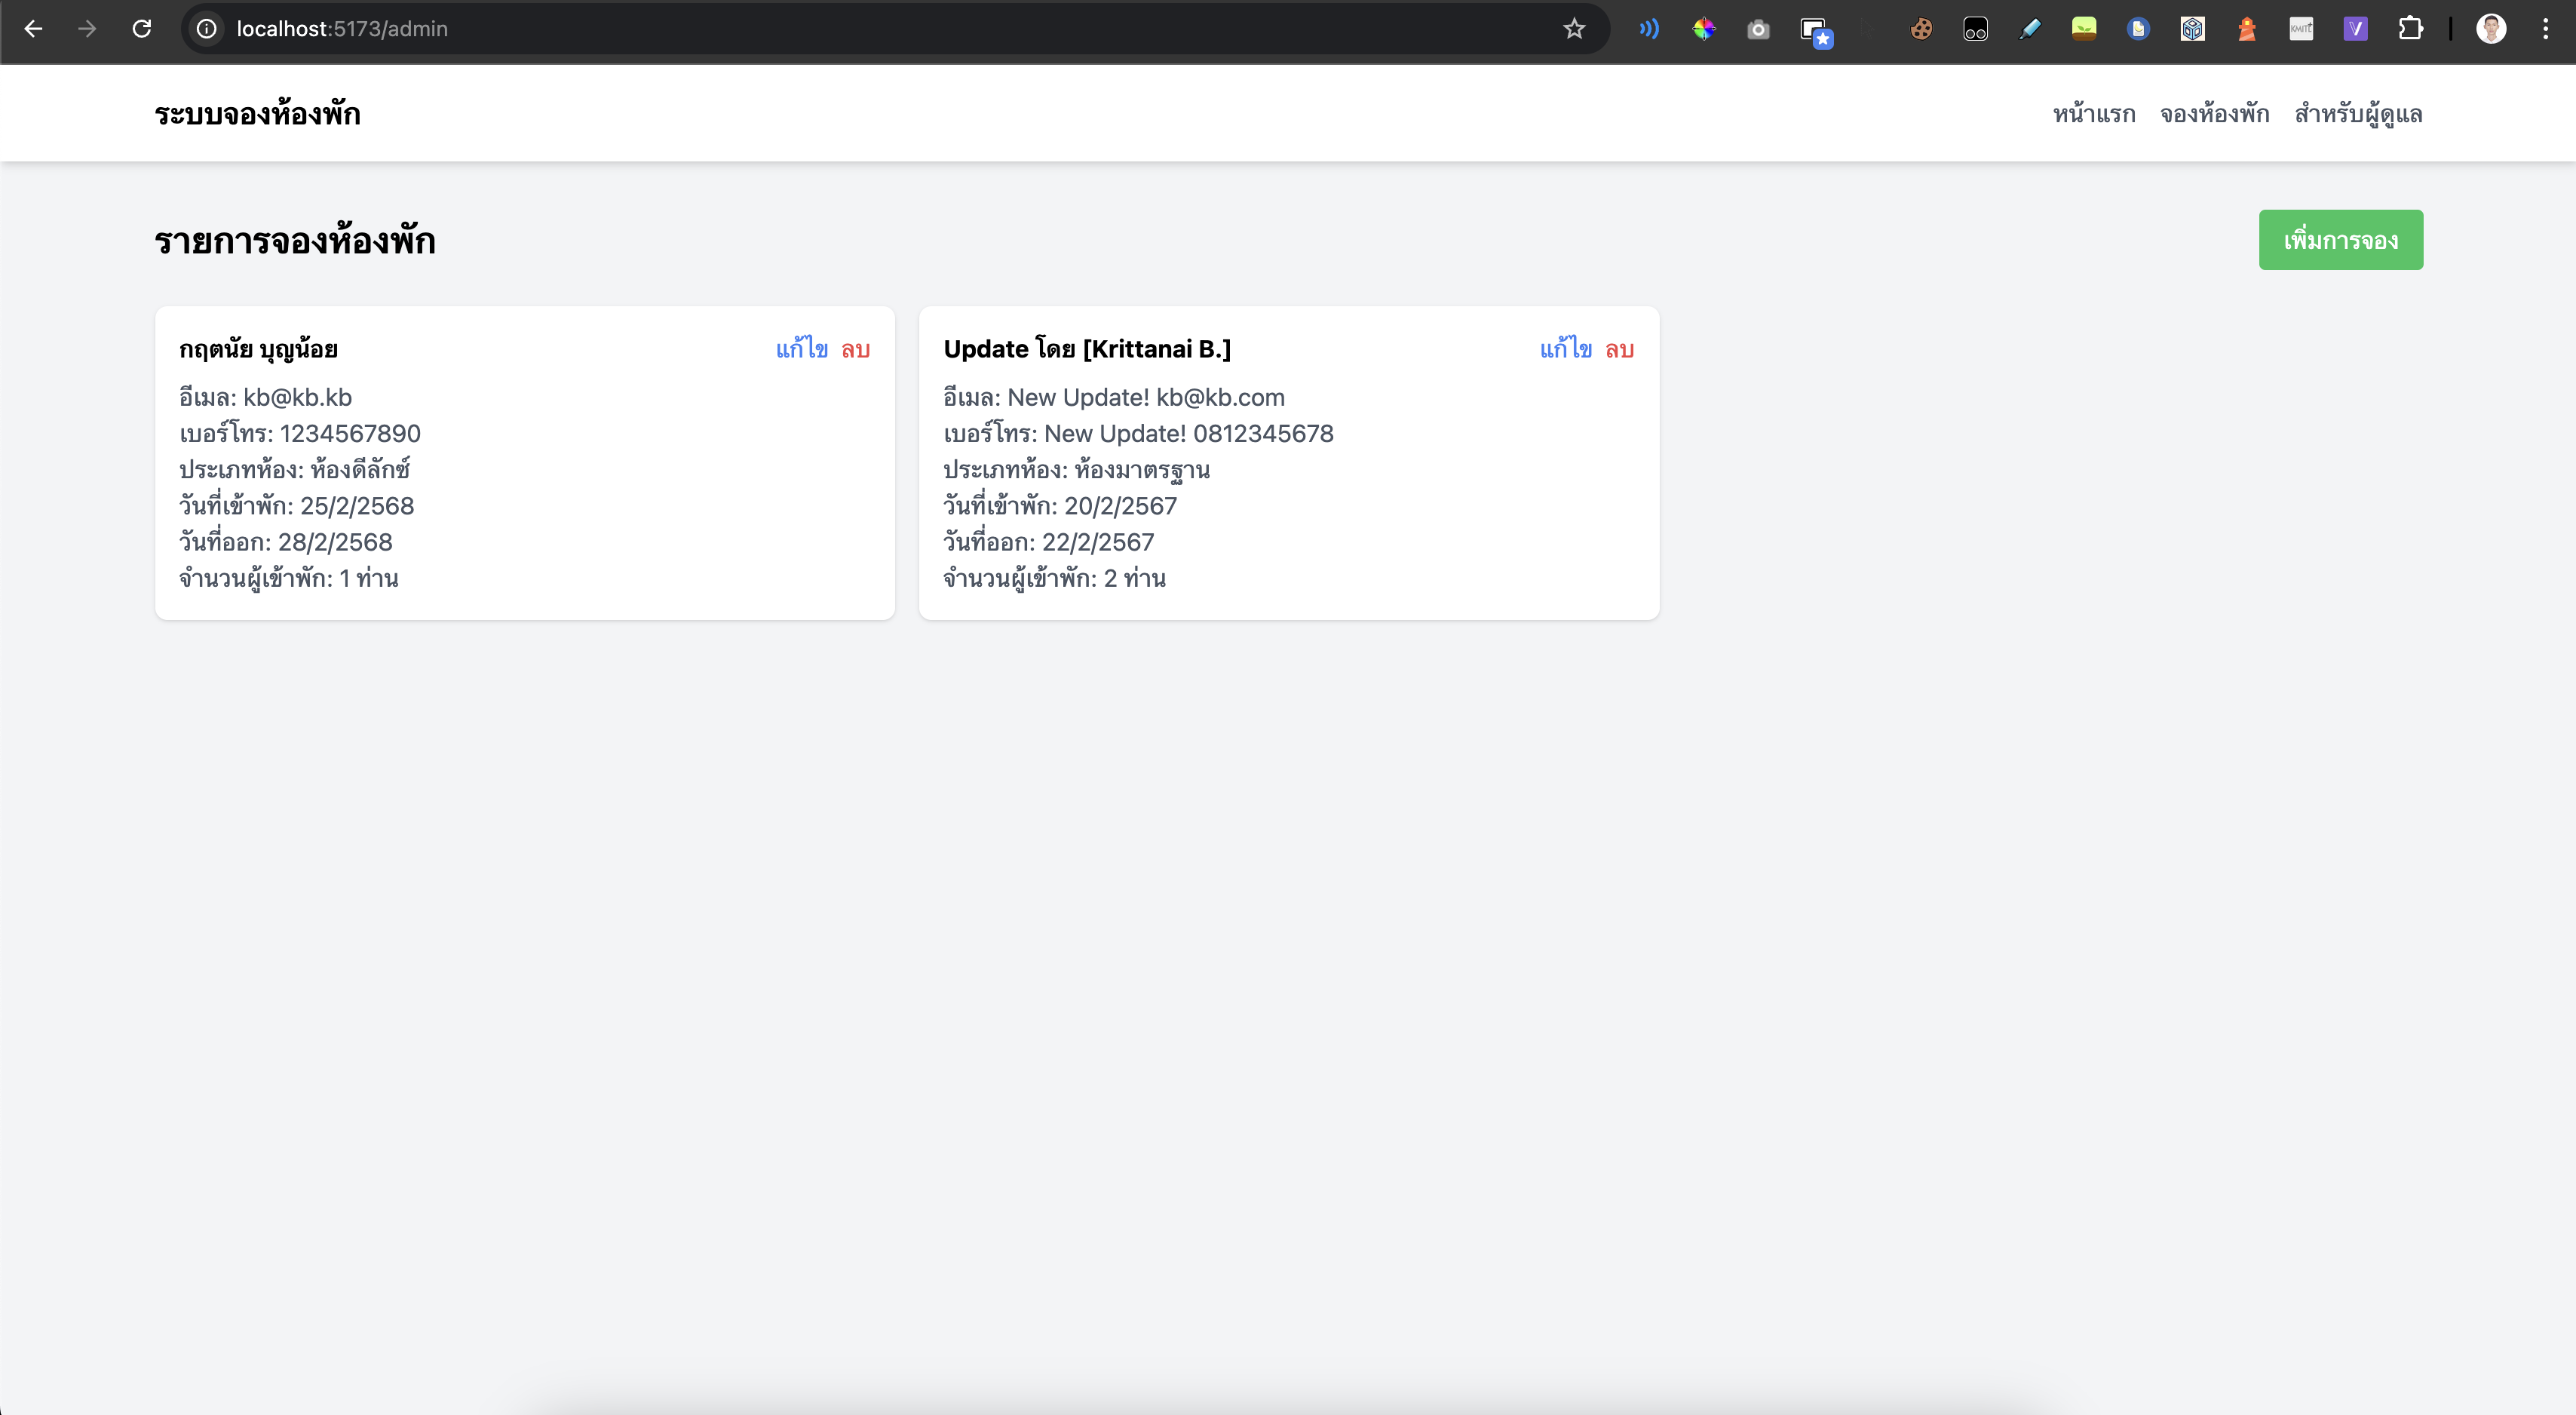 localhost:5173/admin
ระบบจองห้องพัก
หน้าแรก จองห้องพัก สำหรับผู้ดูแล
รายการจองห้องพัก
เพิ่มการจอง
กฤตนัย บุญน้อย
แก้ไข ลบ
อีเมล: kb@kb.kb
เบอร์โทร: 1234567890
ประเภทห้อง: ห้องดีลักซ์
วันที่เข้าพัก: 25/2/2568
วันที่ออก: 28/2/2568
จำนวนผู้เข้าพัก: 1 ท่าน
Update โดย [Krittanai B.]
แก้ไข ลบ
อีเมล: New Update! kb@kb.com
เบอร์โทร: New Update! 0812345678
ประเภทห้อง: ห้องมาตรฐาน
วันที่เข้าพัก: 20/2/2567
วันที่ออก: 22/2/2567
จำนวนผู้เข้าพัก: 2 ท่าน